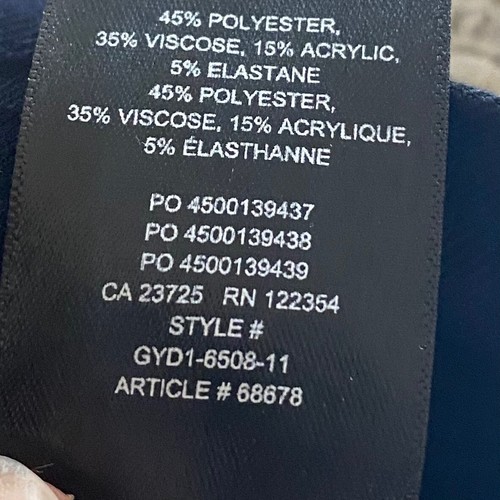 45% POLYESTER,
35% VISCOSE, 15% ACRYLIC,
5% ELASTANE
45% POLYESTER,
35% VISCOSE, 15% ACRYLIQUE,
5% ÉLASTHANNE
PO 4500139437
PO 4500139438
PO 4500139439
CA 23725 RN 122354
STYLE #
GYD1-6508-11
ARTICLE # 68678